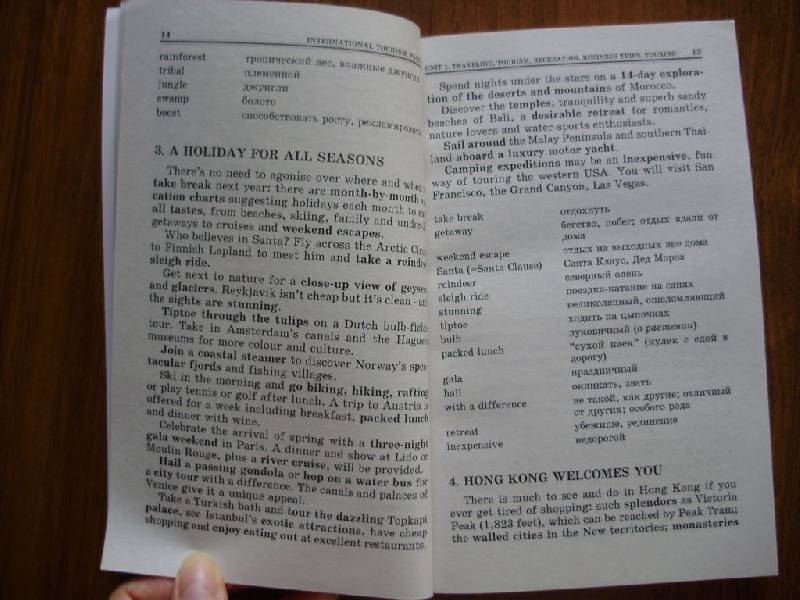 14
INTERNATIONAL TOURISM
rainforest тропический лес, влажные джунгли
tribal племенной
jungle джунгли
swamp болото
boost способствовать росту, рекламировать
3. A HOLIDAY FOR ALL SEASONS
There's no need to agonise over where and when
take break next year: there are month-by-month
cation charts suggesting holidays each month to
all tastes, from beaches, skiing, family and
getaways to cruises and weekend escapes.
Who believes in Santa? Fly across the Arctic
to Finnish Lapland to meet him and take a
sleigh ride.
Get next to nature for a close-up view of
and glaciers. Reykjavik isn't cheap but it's clean -
the sights are stunning.
Tiptoe through the tulips on a Dutch bulb-field
tour. Take in Amsterdam's canals and the Hague
museums for more colour and culture.
Join a coastal steamer to discover Norway's spec-
tacular fjords and fishing villages.
Ski in the morning and go biking, hiking, rafting
or play tennis or golf after lunch. A trip to Austria
offered for a week including breakfast, packed lunch
and dinner with wine.
Celebrate the arrival of spring with a three-night
gala weekend in Paris. A dinner and show at Lido or
Moulin Rouge, plus a river cruise, will be provided.
Hail a passing gondola or hop on a water bus for
a city tour with a difference. The canals and palaces of
Venice give it a unique appeal.
Take a Turkish bath and tour the dazzling Topkapi
palace, see Istanbul's exotic attractions, have cheap
shopping and enjoy eating out at excellent restaurants.
UNIT 1. TRAVELING, TOURISM, RECREATION, BUSINESS TRIPS, TOURING 15
Spend nights under the stars on a 14-day explora-
tion of the deserts and mountains of Morocco.
Discover the temples, tranquility and superb sandy
beaches of Bali, a desirable retreat for romantics,
nature lovers and water-sports enthusiasts.
Sail around the Malay Peninsula and southern Thai-
land aboard a luxury motor yacht.
Camping expeditions may be an inexpensive, fun
way of touring the western USA. You will visit San
Francisco, the Grand Canyon, Las Vegas.
take break отдохнуть
getaway бегство, побег; отдых вдали от
дома
weekend escape отдых на выходных вне дома
Santa (=Santa Clause) Санта Клаус, Дед Мороз
reindeer северный олень
sleigh ride поездка-катание на санях
stunning великолепный, ошеломляющий
tiptoe ходить на цыпочках
bulb луковичный (о растении)
packed lunch "сухой паек" (кулек с едой в
дорогу)
gala праздничный
hail окликать, звать
with a difference не такой, как другие; отличный
от других; особого рода
retreat убежище, уединение
inexpensive недорогой
4. HONG KONG WELCOMES YOU
There is much to see and do in Hong Kong if you
ever get tired of shopping: such splendors as Victoria
Peak (1,823 feet), which can be reached by Peak Tram;
the walled cities in the New territories; monasteries